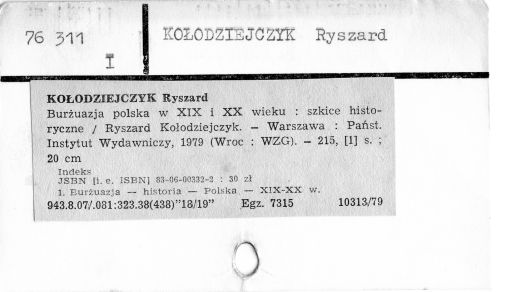 76 311
I
KOŁODZIEJCZYK Ryszard
KOŁODZIEJCZYK Ryszard
Burżuazja polska w XIX i XX wieku : szkice histo-
ryczne / Ryszard Kołodziejczyk. — Warszawa : Państ.
Instytut Wydawniczy, 1979 (Wroc : WZG). — 215, [1] s. ;
20 cm
Indeks
JSBN [i. e. ISBN] 83-06-00332-2 : 30 zł
1. Burżuazja — historia — Polska — XIX-XX w.
943.8.07/.081:323.38(438)"18/19" Egz. 7315 10313/79